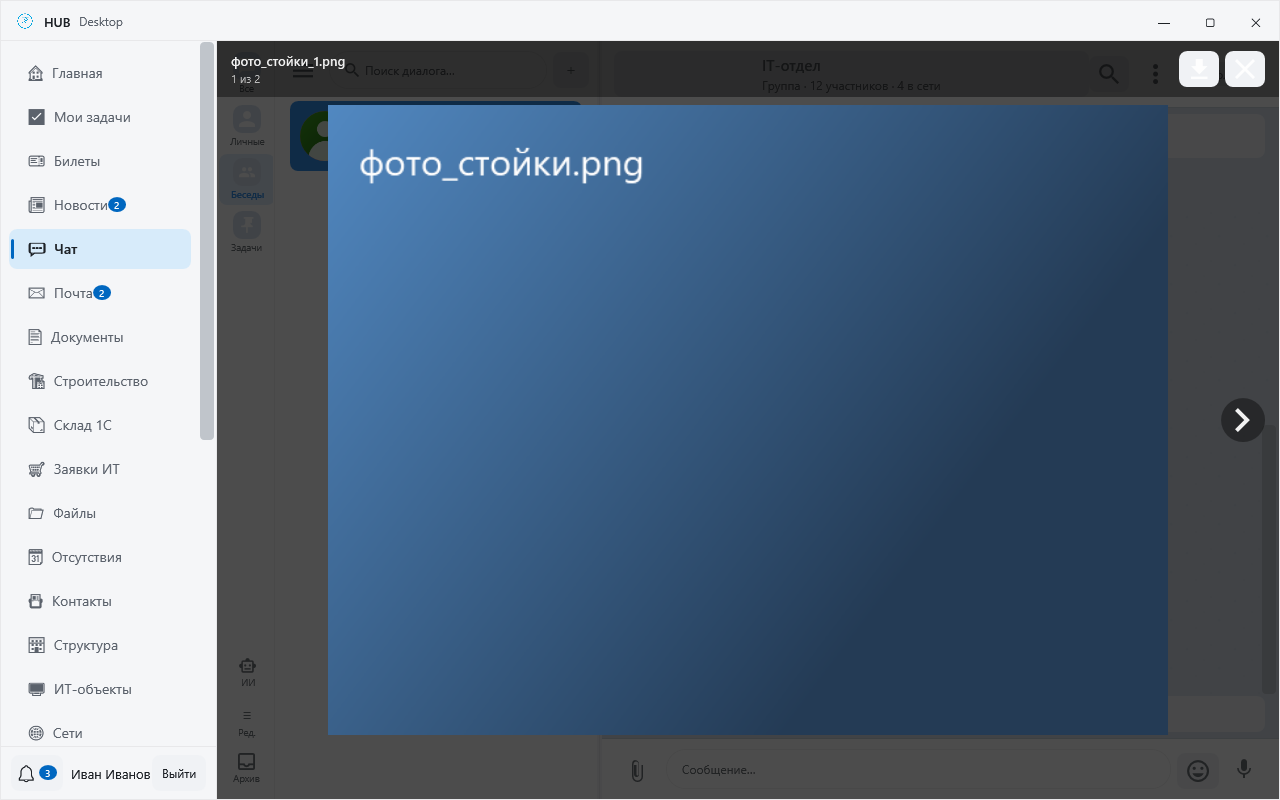 HUB Desktop
Главная
Мои задачи
Билеты
Новости 2
Чат
Почта 2
Документы
Строительство
Склад 1С
Заявки ИТ
Файлы
31 Отсутствия
Контакты
Структура
ИТ-объекты
Сети
3 Иван Иванов Выйти
фото_стойки_1.png
1 из 2
Все
Личные
Беседы
Задачи
ИИ
Ред.
Архив
Поиск диалога...
+
IT-отдел
Группа · 12 участников · 4 в сети
фото_стойки.png
Сообщение...